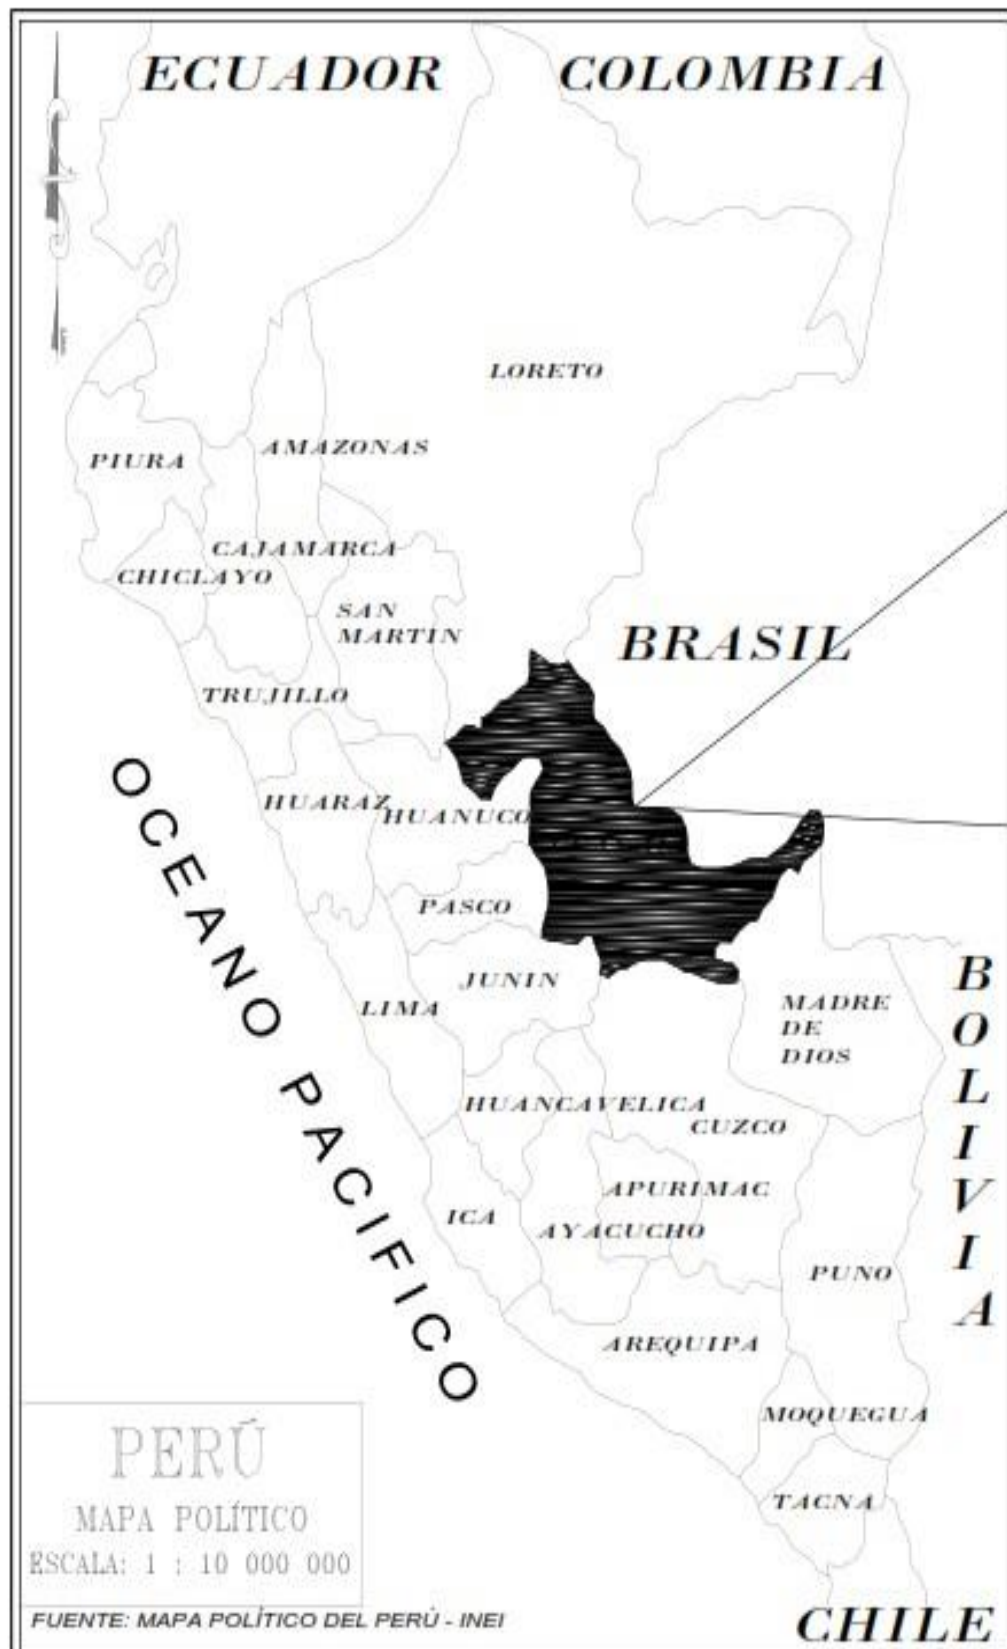 ECUADOR
COLOMBIA
LORETO
AMAZONAS
PIURA
CAJAMARCA
CHICLAYO
SAN
MARTIN
BRASIL
TRUJILLO
OCEANO PACIFICO
HUARAZ
HUANUCO
PASCO
JUNIN
LIMA
MADRE
DE
DIOS
BOLIVIA
HUANCAVELICA
CUZCO
APURIMAC
ICA
AYACUCHO
PUNO
AREQUIPA
MOQUEGUA
TACNA
PERÚ
MAPA POLÍTICO
ESCALA: 1 : 10 000 000
FUENTE: MAPA POLÍTICO DEL PERÙ - INEI
CHILE